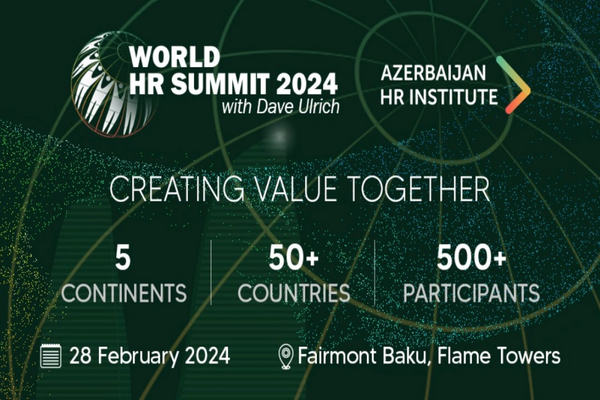 WORLD
HR SUMMIT 2024
with Dave Ulrich
AZERBAIJAN
HR INSTITUTE
CREATING VALUE TOGETHER
5
CONTINENTS
50+
COUNTRIES
500+
PARTICIPANTS
28 February 2024
Fairmont Baku, Flame Towers